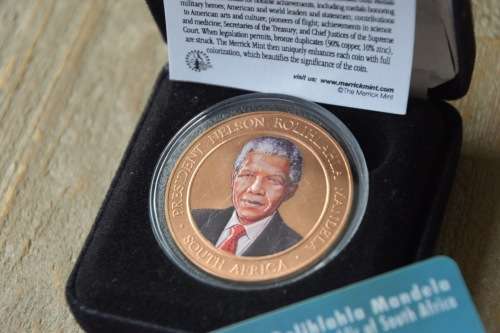 military heroes; American and world leaders and statesmen; contributions
to American arts and culture; pioneers of flight; achievements in science
and medicine; Secretaries of the Treasury; and Chief Justices of the Supreme
Court. When legislation permits, bronze duplicates (90% copper, 10% zinc),
are struck. The Merrick Mint then uniquely enhances each coin with full
colorization, which beautifies the significance of the coin.
visit us: www.merrickmint.com
©The Merrick Mint
· PRESIDENT NELSON ROLIHLAHLA MANDELA ·
SOUTH AFRICA
Rolihlahla Mandela
South Africa